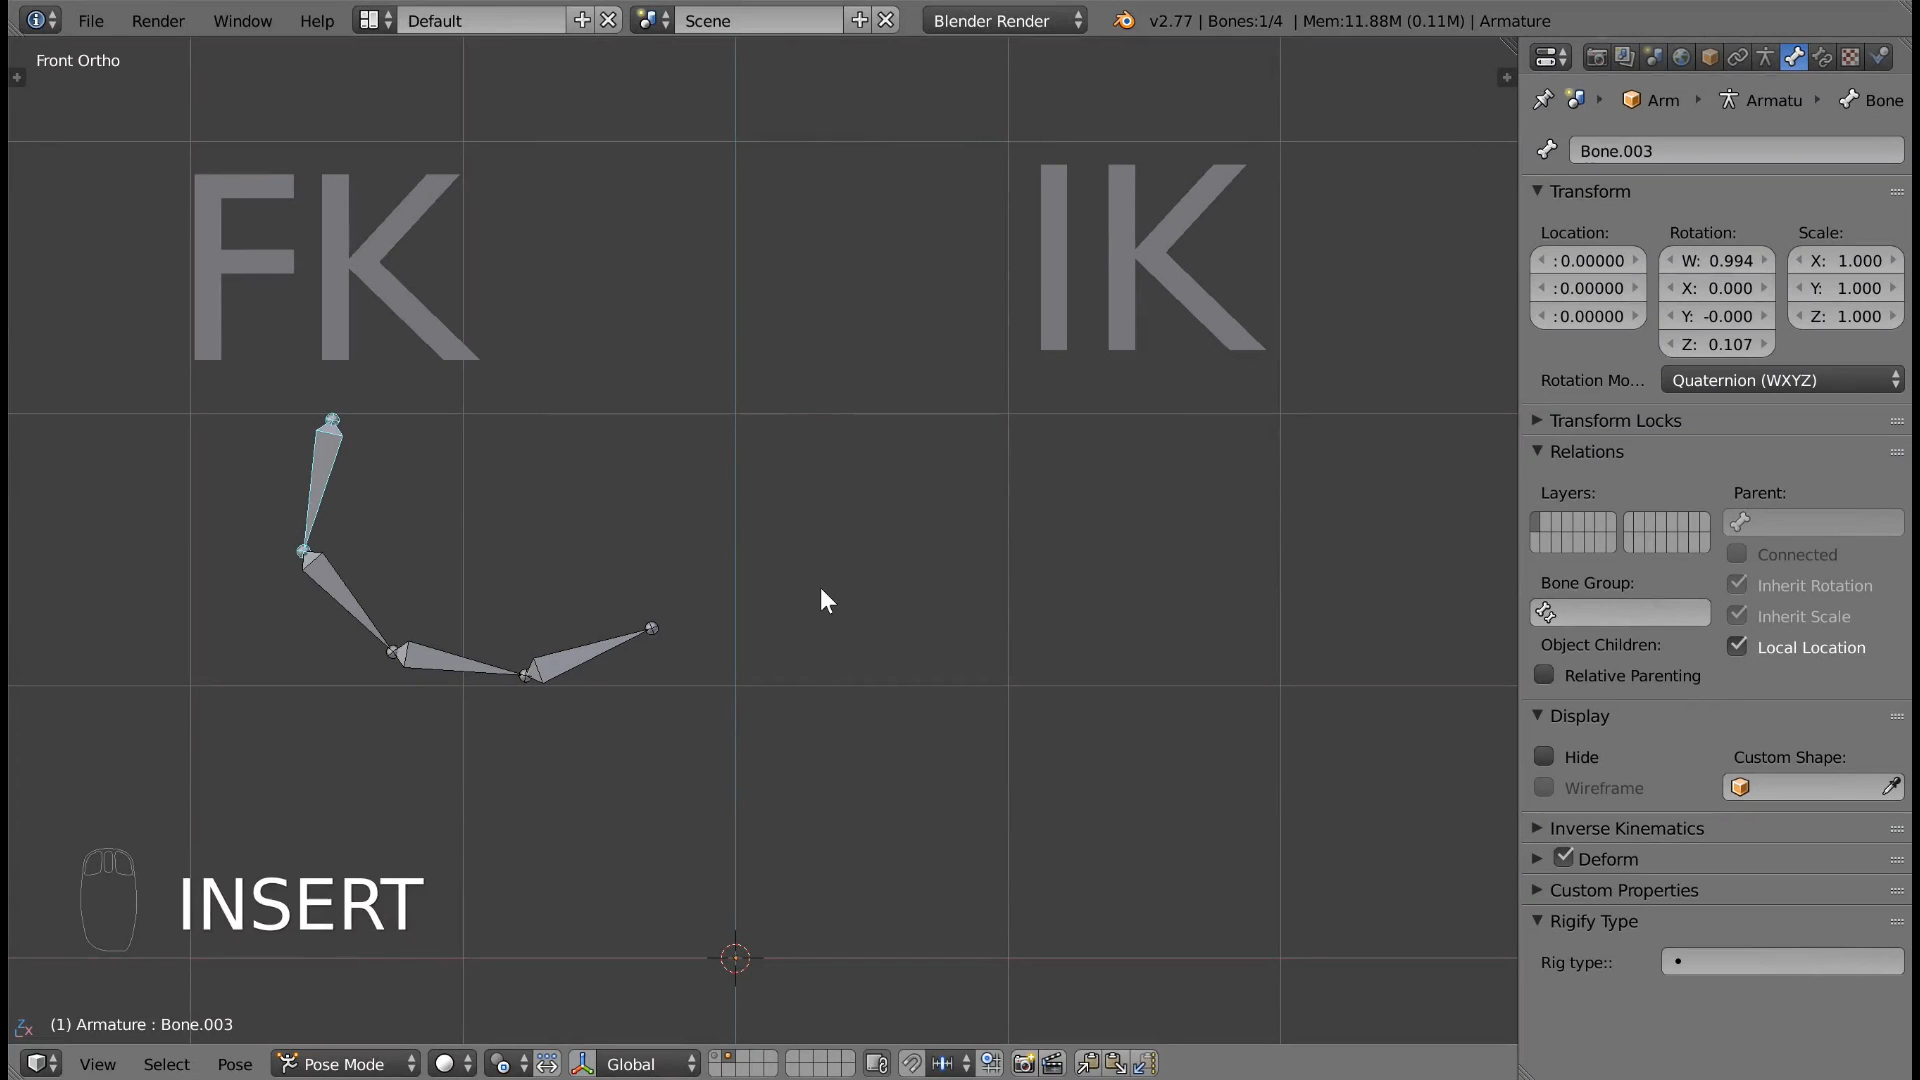 File Render Window Help Default Scene Blender Render v2.77 | Bones:1/4 | Mem:11.88M (0.11M) | Armature
Front Ortho
FK IK
INSERT
(1) Armature : Bone.003
View Select Pose Pose Mode Global
Arm Armatu Bone
Bone.003
Transform
Location: Rotation: Scale:
: 0.00000 W: 0.994 X: 1.000
: 0.00000 X: 0.000 Y: 1.000
: 0.00000 Y: -0.000 Z: 1.000
Z: 0.107
Rotation Mo... Quaternion (WXYZ)
Transform Locks
Relations
Layers: Parent:
Connected
Bone Group: Inherit Rotation
Inherit Scale
Object Children: Local Location
Relative Parenting
Display
Hide Custom Shape:
Wireframe
Inverse Kinematics
Deform
Custom Properties
Rigify Type
Rig type::